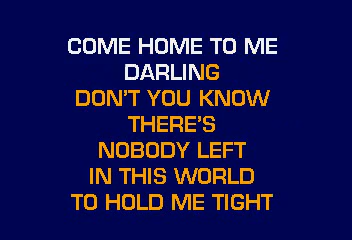 COME HOME TO ME
DARLING
DON'T YOU KNOW
THERE'S
NOBODY LEFT
IN THIS WORLD
TO HOLD ME TIGHT